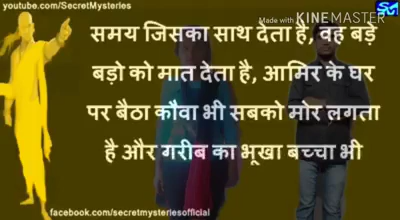 youtube.com/SecretMysteries
SM
Made with KINEMASTER
समय जिसका साथ देता है, वह बड़े
बड़ो को मात देता है, आमिर के घर
पर बैठा कौवा भी सबको मोर लगता
है और गरीब का भूखा बच्चा भी
facebook.com/secretmysteriesofficial